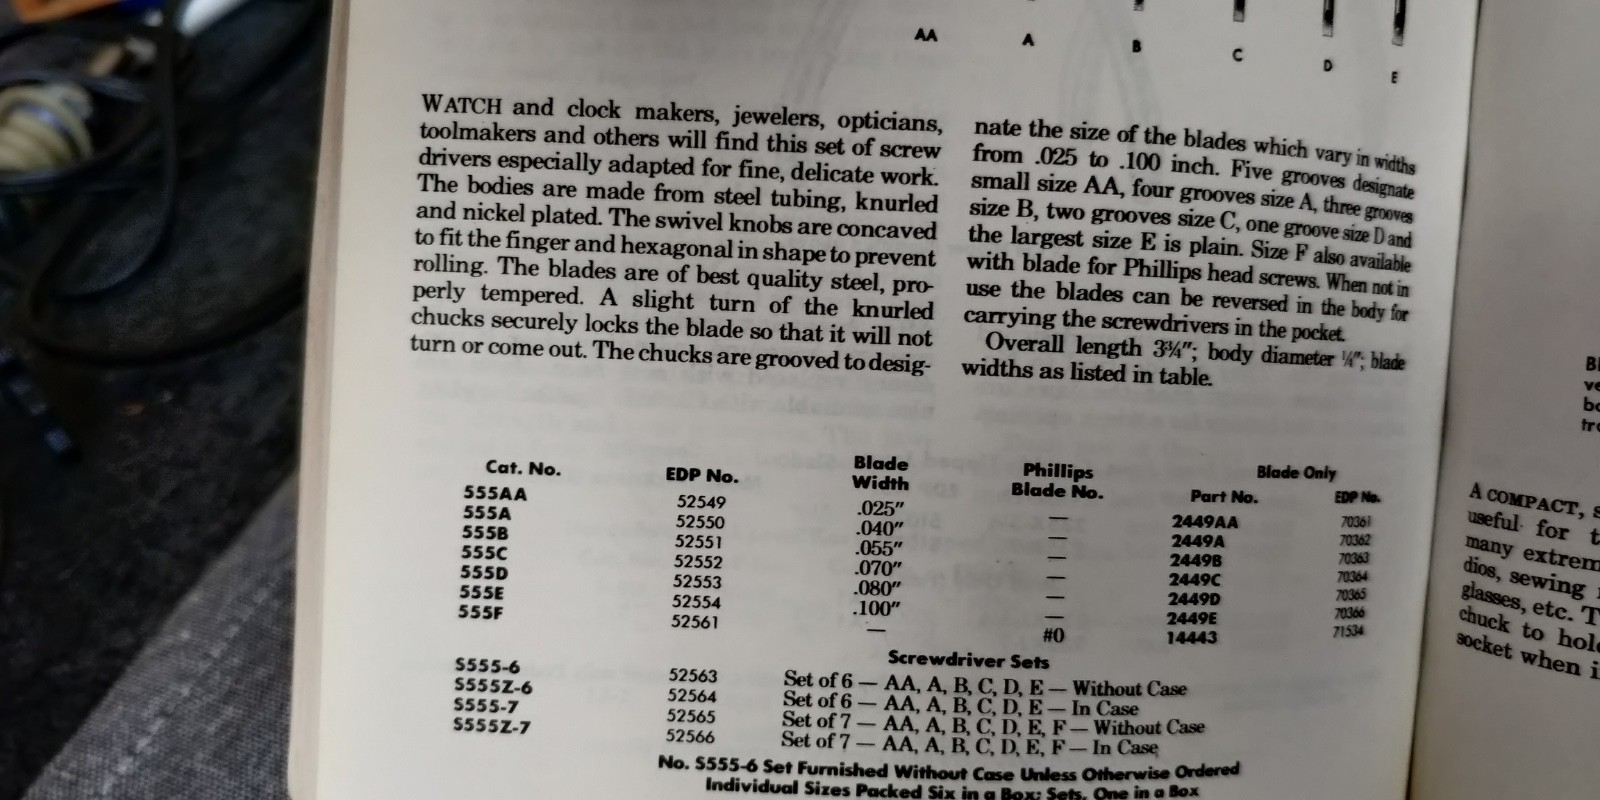 AA A B C D E
WATCH and clock makers, jewelers, opticians,
toolmakers and others will find this set of screw
drivers especially adapted for fine, delicate work.
The bodies are made from steel tubing, knurled
and nickel plated. The swivel knobs are concaved
to fit the finger and hexagonal in shape to prevent
rolling. The blades are of best quality steel, pro-
perly tempered. A slight turn of the knurled
chucks securely locks the blade so that it will not
turn or come out. The chucks are grooved to desig-
nate the size of the blades which vary in widths
from .025 to .100 inch. Five grooves designate
small size AA, four grooves size A, three grooves
size B, two grooves size C, one groove size D and
the largest size E is plain. Size F also available
with blade for Phillips head screws. When not in
use the blades can be reversed in the body for
carrying the screwdrivers in the pocket.
Overall length 3¾"; body diameter ¼"; blade
widths as listed in table.
Blade Only
Cat. No. EDP No. Blade Width Phillips Blade No. Part No. EDP No.
555AA 52549 .025" — 2449AA 70361
555A 52550 .040" — 2449A 70362
555B 52551 .055" — 2449B 70363
555C 52552 .070" — 2449C 70364
555D 52553 .080" — 2449D 70365
555E 52554 .100" — 2449E 70366
555F 52561 — #0 14443 71534
Screwdriver Sets
S555-6 52563 Set of 6 — AA, A, B, C, D, E — Without Case
S555Z-6 52564 Set of 6 — AA, A, B, C, D, E — In Case
S555-7 52565 Set of 7 — AA, A, B, C, D, E, F — Without Case
S555Z-7 52566 Set of 7 — AA, A, B, C, D, E, F — In Case
No. S555-6 Set Furnished Without Case Unless Otherwise Ordered
Individual Sizes Packed Six in a Box; Sets, One in a Box
A COMPACT,
useful for
many extrem
dios, sewing
glasses, etc.
chuck to hol
socket when